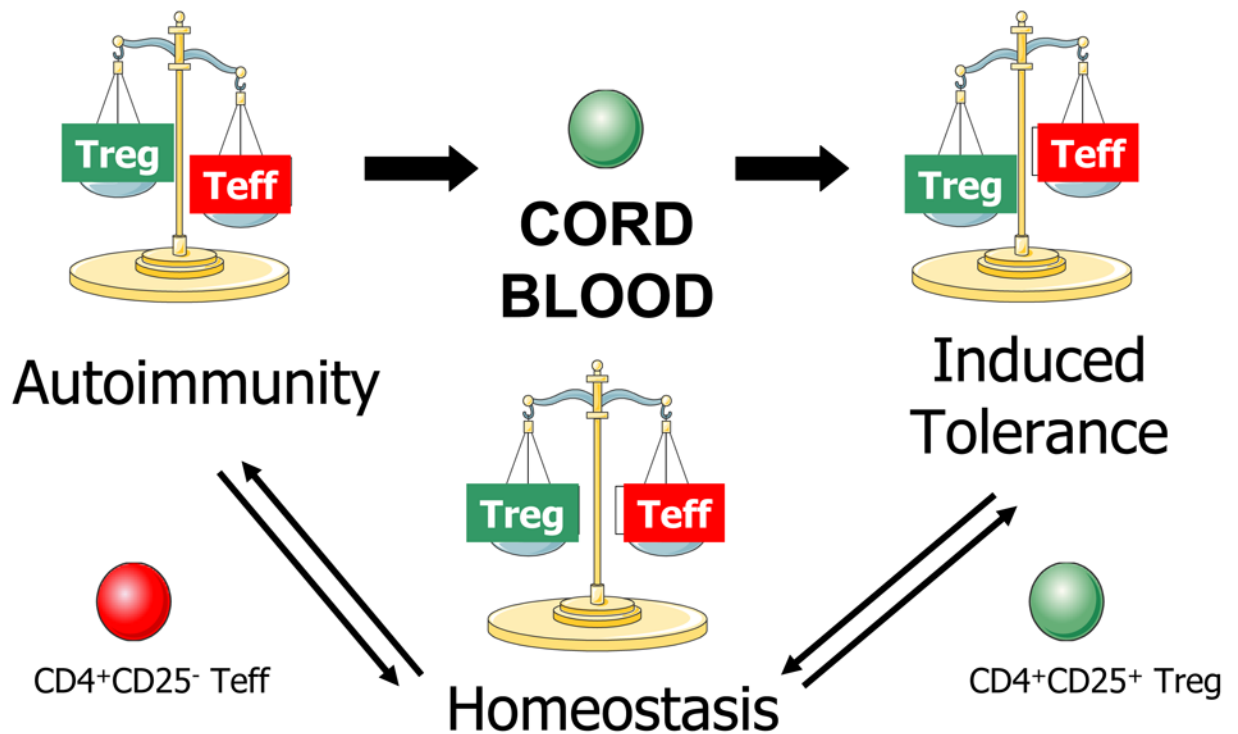 Treg
Teff
CORD
BLOOD
Treg
Teff
Autoimmunity
Induced
Tolerance
Treg
Teff
CD4⁺CD25⁻ Teff
CD4⁺CD25⁺ Treg
Homeostasis